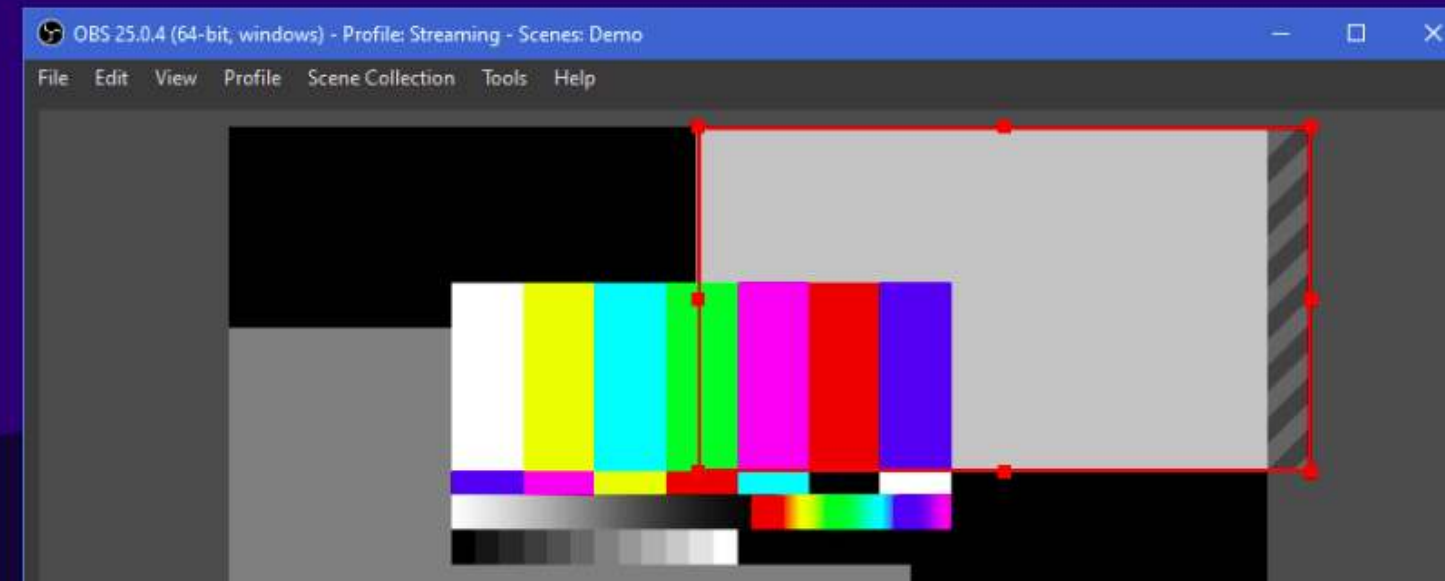 OBS 25.0.4 (64-bit, windows) - Profile: Streaming - Scenes: Demo
File Edit View Profile Scene Collection Tools Help